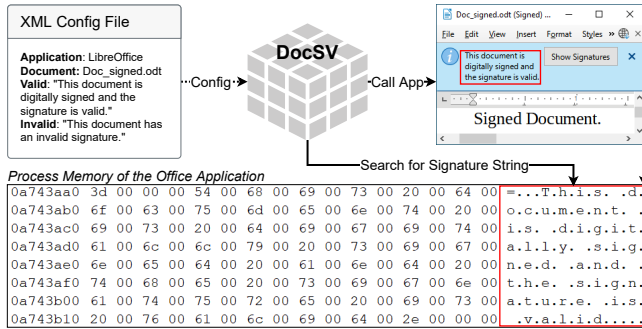 XML Config File
Application: LibreOffice
Document: Doc_signed.odt
Valid: "This document is
digitally signed and the
signature is valid."
Invalid: "This document has
an invalid signature."
Config
DocSV
Call App
Doc_signed.odt (Signed) ...
File Edit View Insert Format Styles »
This document is
digitally signed and
the signature is valid.
Show Signatures
Signed Document.
Search for Signature String
Process Memory of the Office Application
0a743aa0 3d 00 00 00 54 00 68 00 69 00 73 00 20 00 64 00 =...T.h.i.s. .d.
0a743ab0 6f 00 63 00 75 00 6d 00 65 00 6e 00 74 00 20 00 o.c.u.m.e.n.t. .
0a743ac0 69 00 73 00 20 00 64 00 69 00 67 00 69 00 74 00 i.s. .d.i.g.i.t.
0a743ad0 61 00 6c 00 6c 00 79 00 20 00 73 00 69 00 67 00 a.l.l.y. .s.i.g.
0a743ae0 6e 00 65 00 64 00 20 00 61 00 6e 00 64 00 20 00 n.e.d. .a.n.d. .
0a743af0 74 00 68 00 65 00 20 00 73 00 69 00 67 00 6e 00 t.h.e. .s.i.g.n.
0a743b00 61 00 74 00 75 00 72 00 65 00 20 00 69 00 73 00 a.t.u.r.e. .i.s.
0a743b10 20 00 76 00 61 00 6c 00 69 00 64 00 2e 00 00 00 .v.a.l.i.d.....